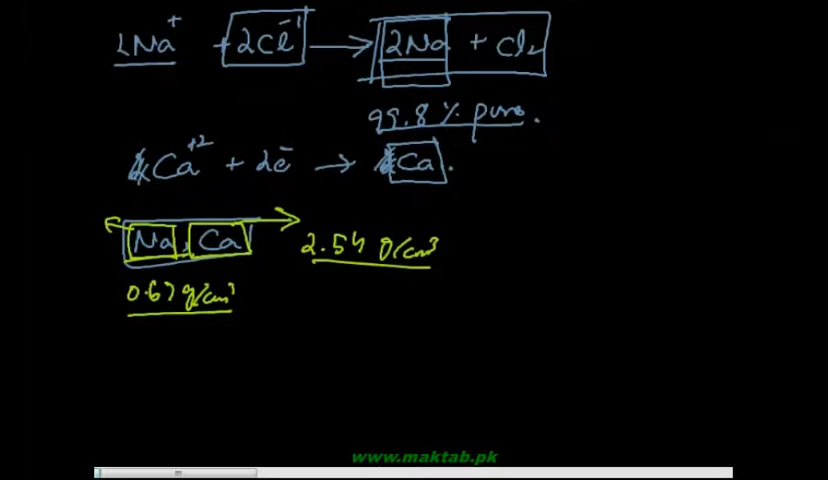 2Na⁺ + 2Cl⁻¹ → 2Na + Cl₂
99.8 % pure.
Ca⁺² + 2e⁻ → Ca.
Na, Ca
2.54 g/cm³
0.67 g/cm³
www.maktab.pk